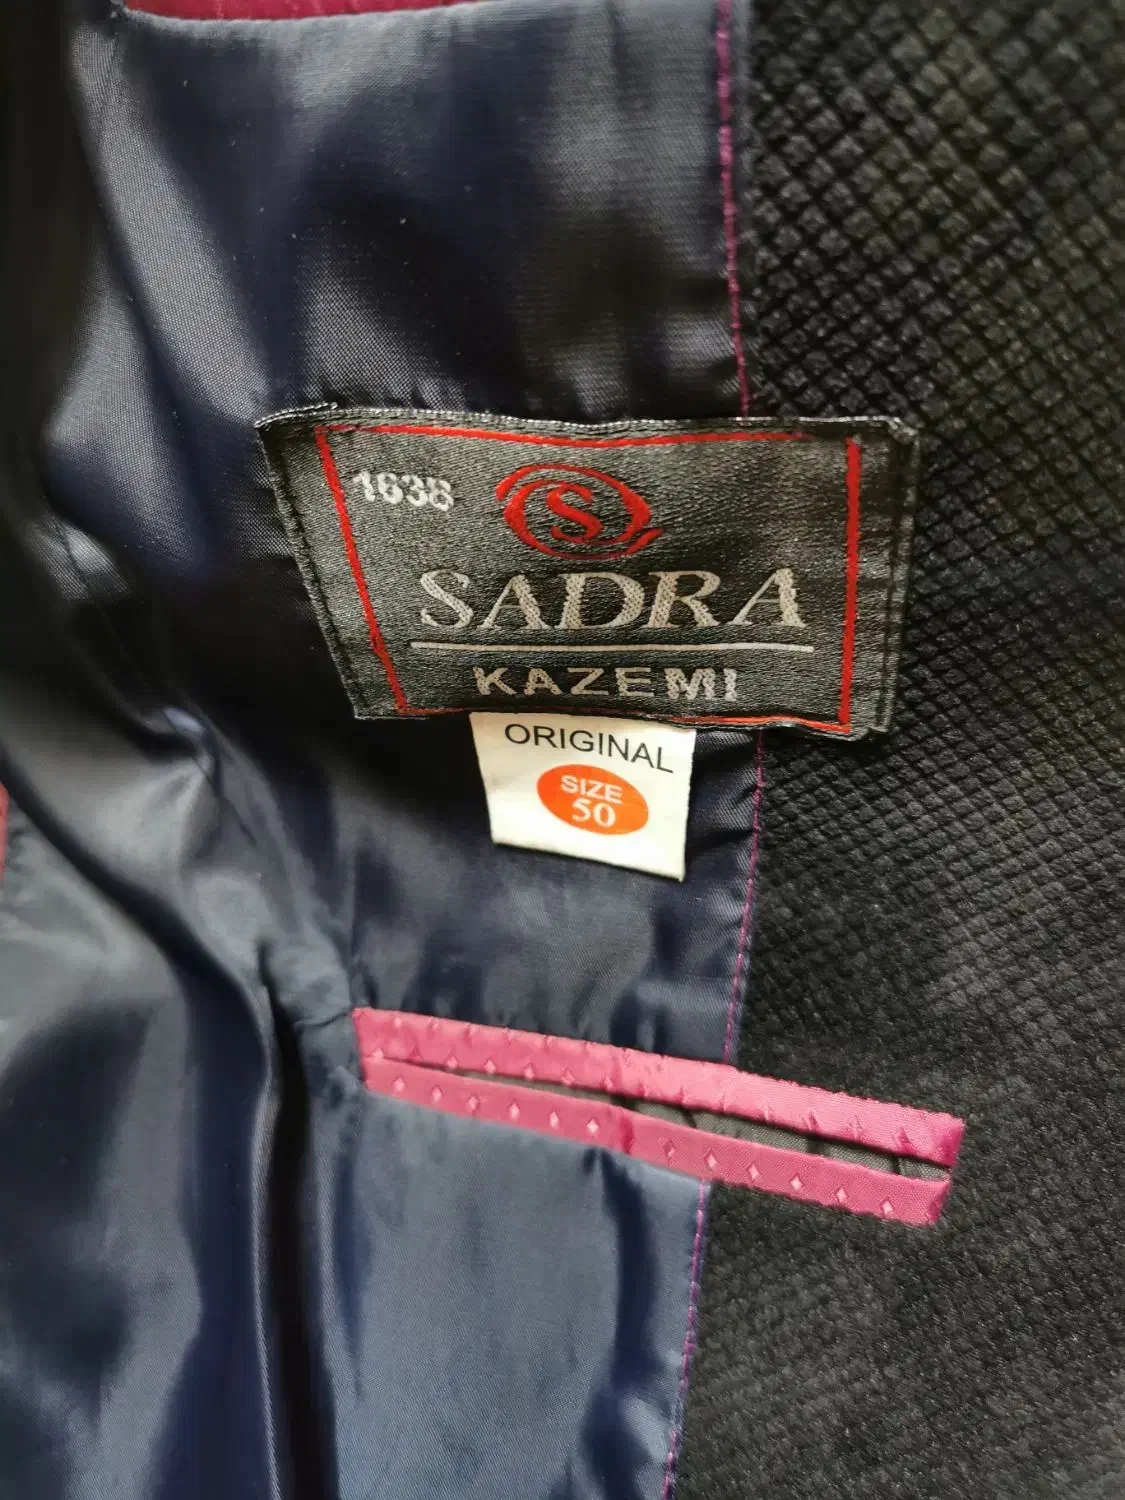 1638
S
SADRA
KAZEMI
ORIGINAL
SIZE
50